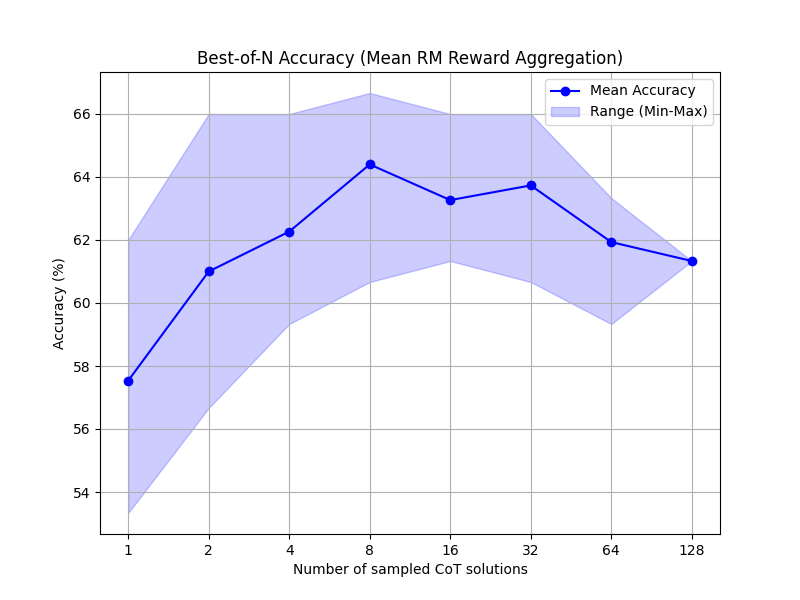 Best-of-N Accuracy (Mean RM Reward Aggregation)
Mean Accuracy
Range (Min-Max)
Accuracy (%)
66
64
62
60
58
56
54
1 2 4 8 16 32 64 128
Number of sampled CoT solutions